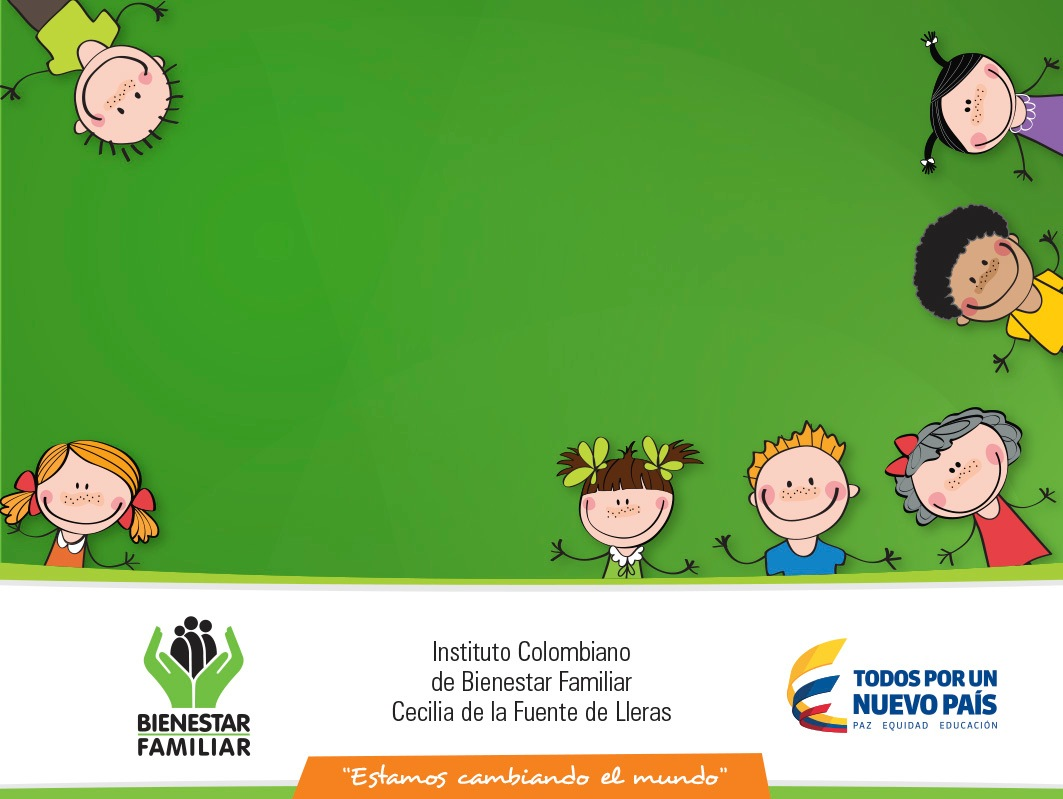 BIENESTAR
FAMILIAR
Instituto Colombiano
de Bienestar Familiar
Cecilia de la Fuente de Lleras
TODOS POR UN
NUEVO PAÍS
PAZ EQUIDAD EDUCACIÓN
"Estamos cambiando el mundo"